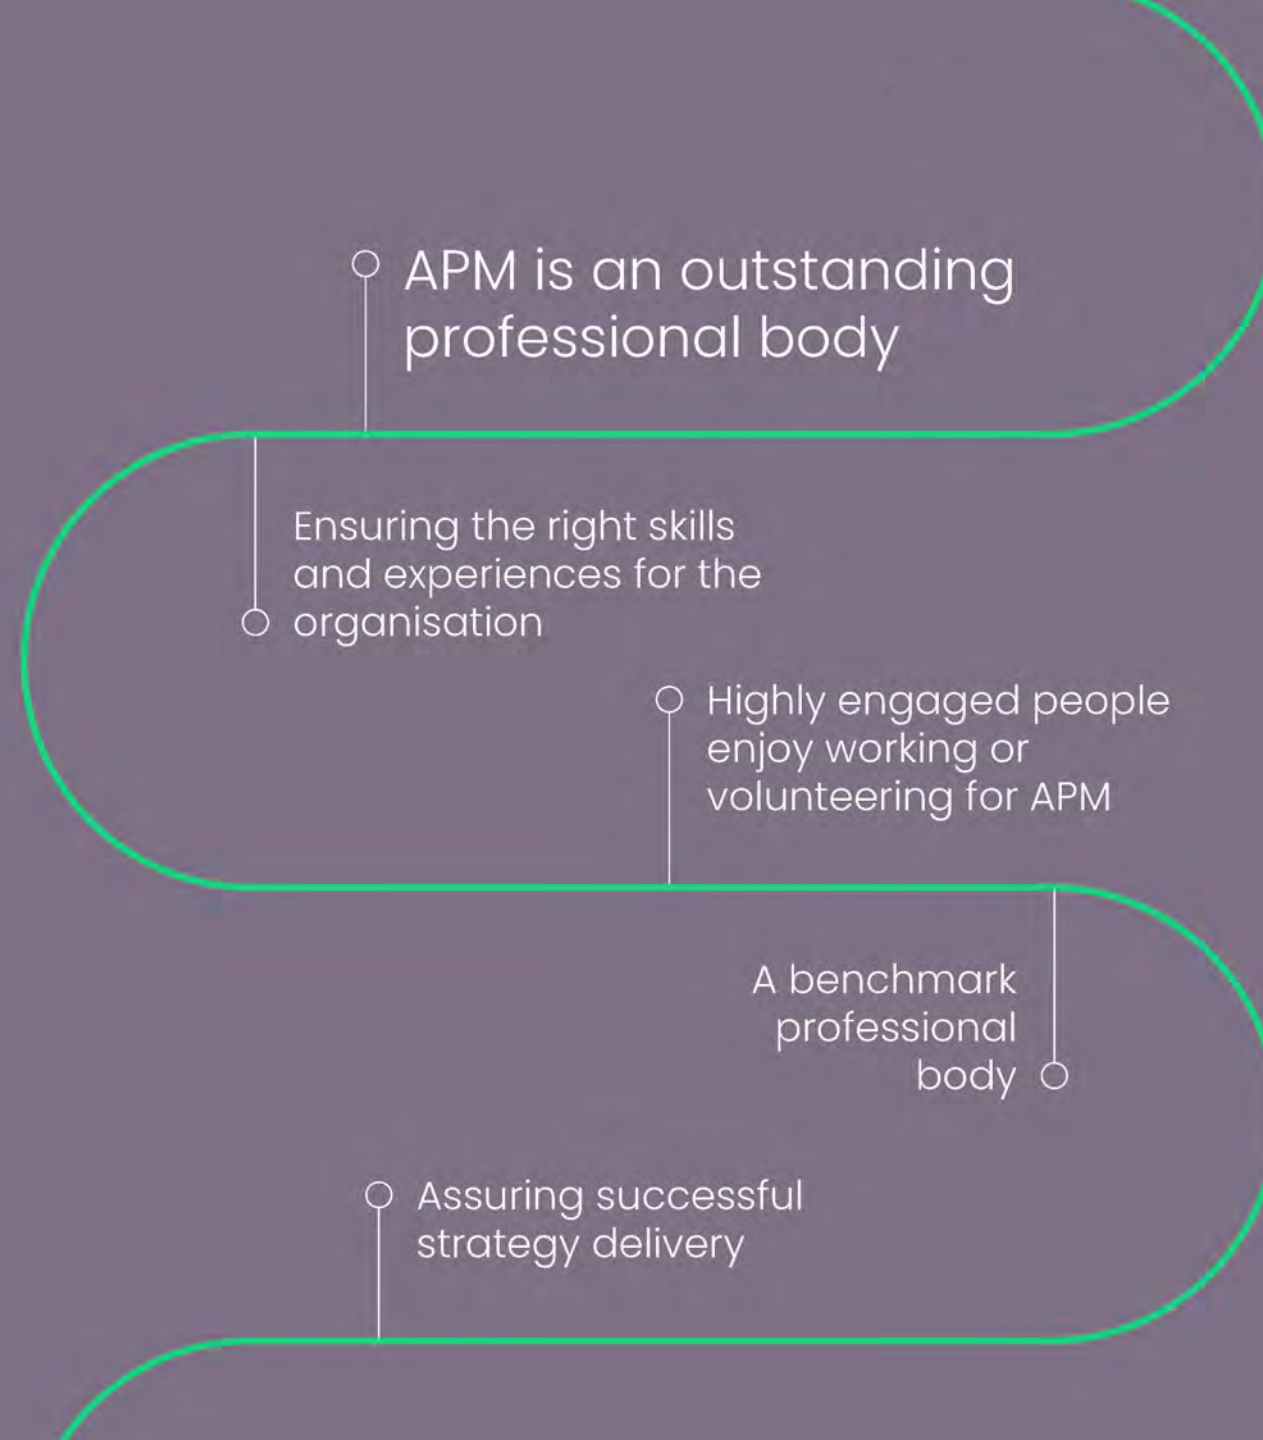 APM is an outstanding
professional body
Ensuring the right skills
and experiences for the
organisation
Highly engaged people
enjoy working or
volunteering for APM
A benchmark
professional
body
Assuring successful
strategy delivery